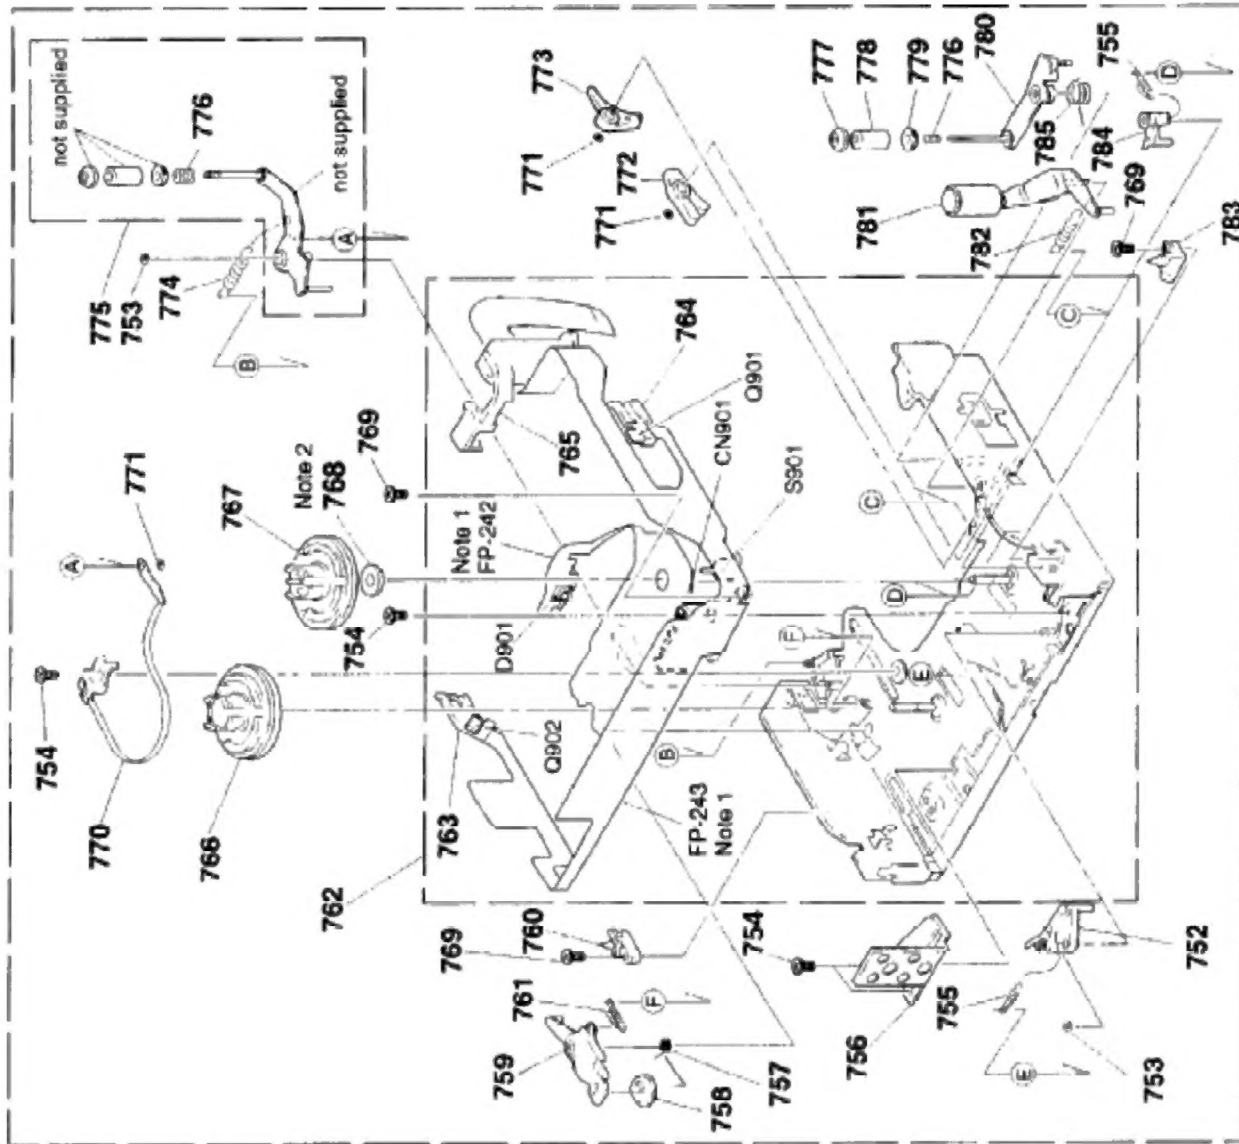 not supplied
776
not supplied
A
775
753
774
B
773
771
772
771
777
778
779
776
780
755
D
785
784
781
769
782
783
C
764
Q901
769
765
CN901
S901
Note 2
768
767
771
A
Note 1
FP-242
754
D901
754
770
766
763
Q902
762
FP-243
Note 1
C
D
F
E
B
769
760
761
F
759
758
757
754
756
755
752
753
E